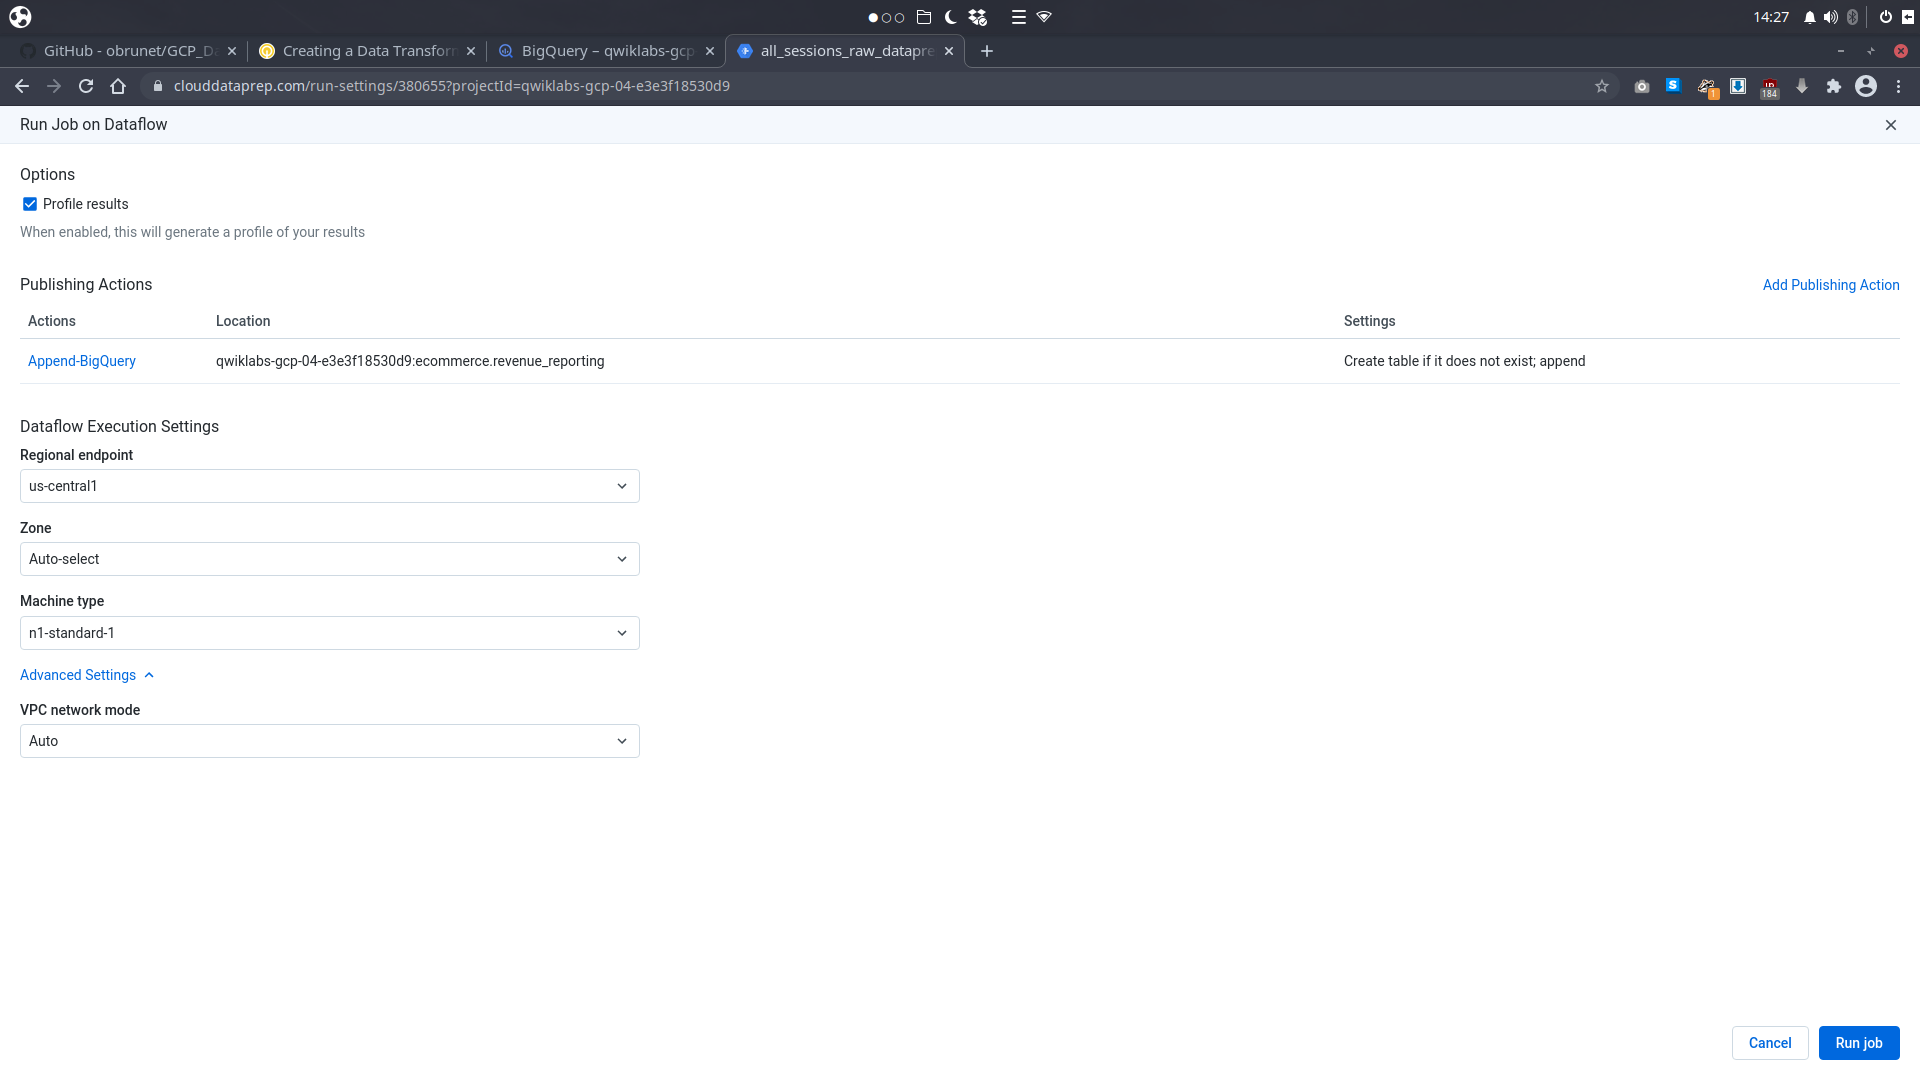 14:27
GitHub - obrunet/GCP_Da
Creating a Data Transforn
BigQuery – qwiklabs-gcp
all_sessions_raw_datapre
clouddataprep.com/run-settings/380655?projectId=qwiklabs-gcp-04-e3e3f18530d9
S
1
184
Run Job on Dataflow
Options
Profile results
When enabled, this will generate a profile of your results
Publishing Actions
Add Publishing Action
Actions Location Settings
Append-BigQuery qwiklabs-gcp-04-e3e3f18530d9:ecommerce.revenue_reporting Create table if it does not exist; append
Dataflow Execution Settings
Regional endpoint
us-central1
Zone
Auto-select
Machine type
n1-standard-1
Advanced Settings
VPC network mode
Auto
Cancel
Run job